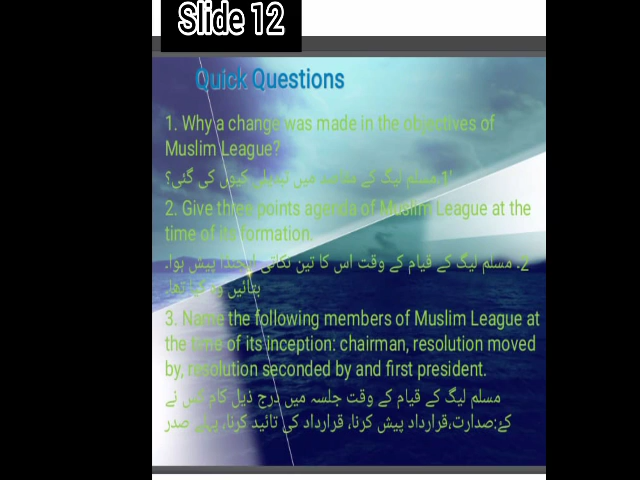 Slide 12
Quick Questions
1. Why a change was made in the objectives of
Muslim League?
1'.مسلم لیگ کے مقاصد میں تبدیلی کیوں کی گئی؟
2. Give three points agenda of Muslim League at the
time of its formation.
2. مسلم لیگ کے قیام کے وقت اس کا تین نکاتی ایجنڈا پیش ہوا۔
بتائیں وہ کیا تھا۔
3. Name the following members of Muslim League at
the time of its inception: chairman, resolution moved
by, resolution seconded by and first president.
مسلم لیگ کے قیام کے وقت جلسہ میں درج ذیل کام کس نے
کئے:صدارت،قرارداد پیش کرنا، قرارداد کی تائید کرنا، پہلے صدر